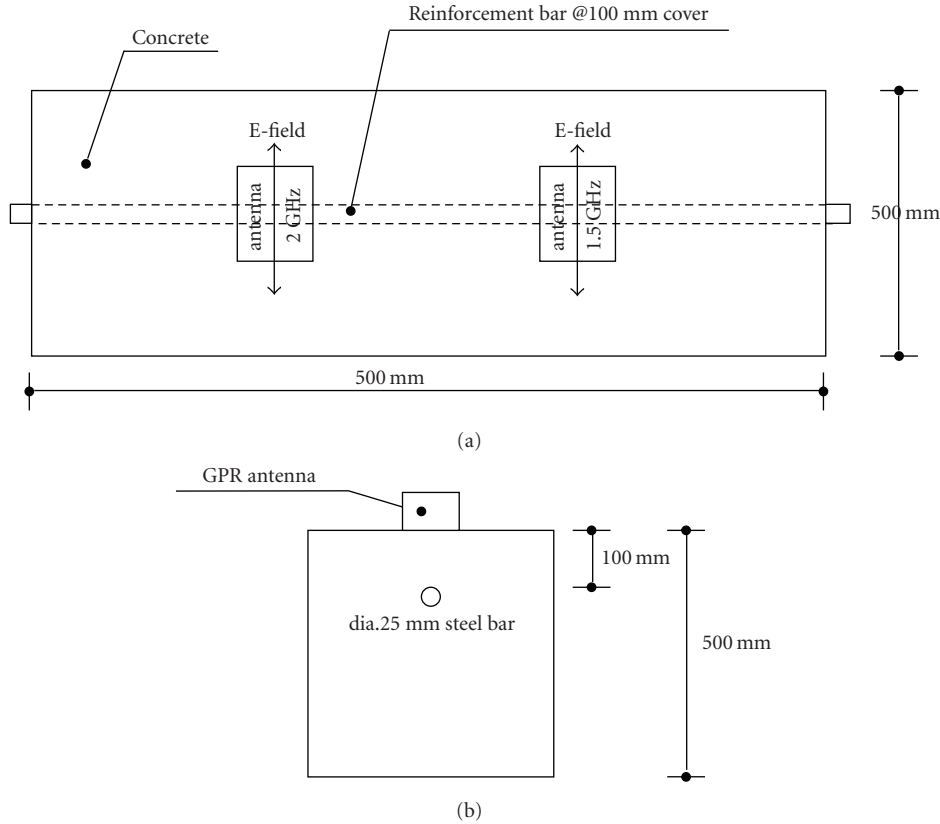 Reinforcement bar @100 mm cover
Concrete
E-field
E-field
antenna
2 GHz
antenna
1.5 GHz
500 mm
500 mm
(a)
GPR antenna
100 mm
dia.25 mm steel bar
500 mm
(b)